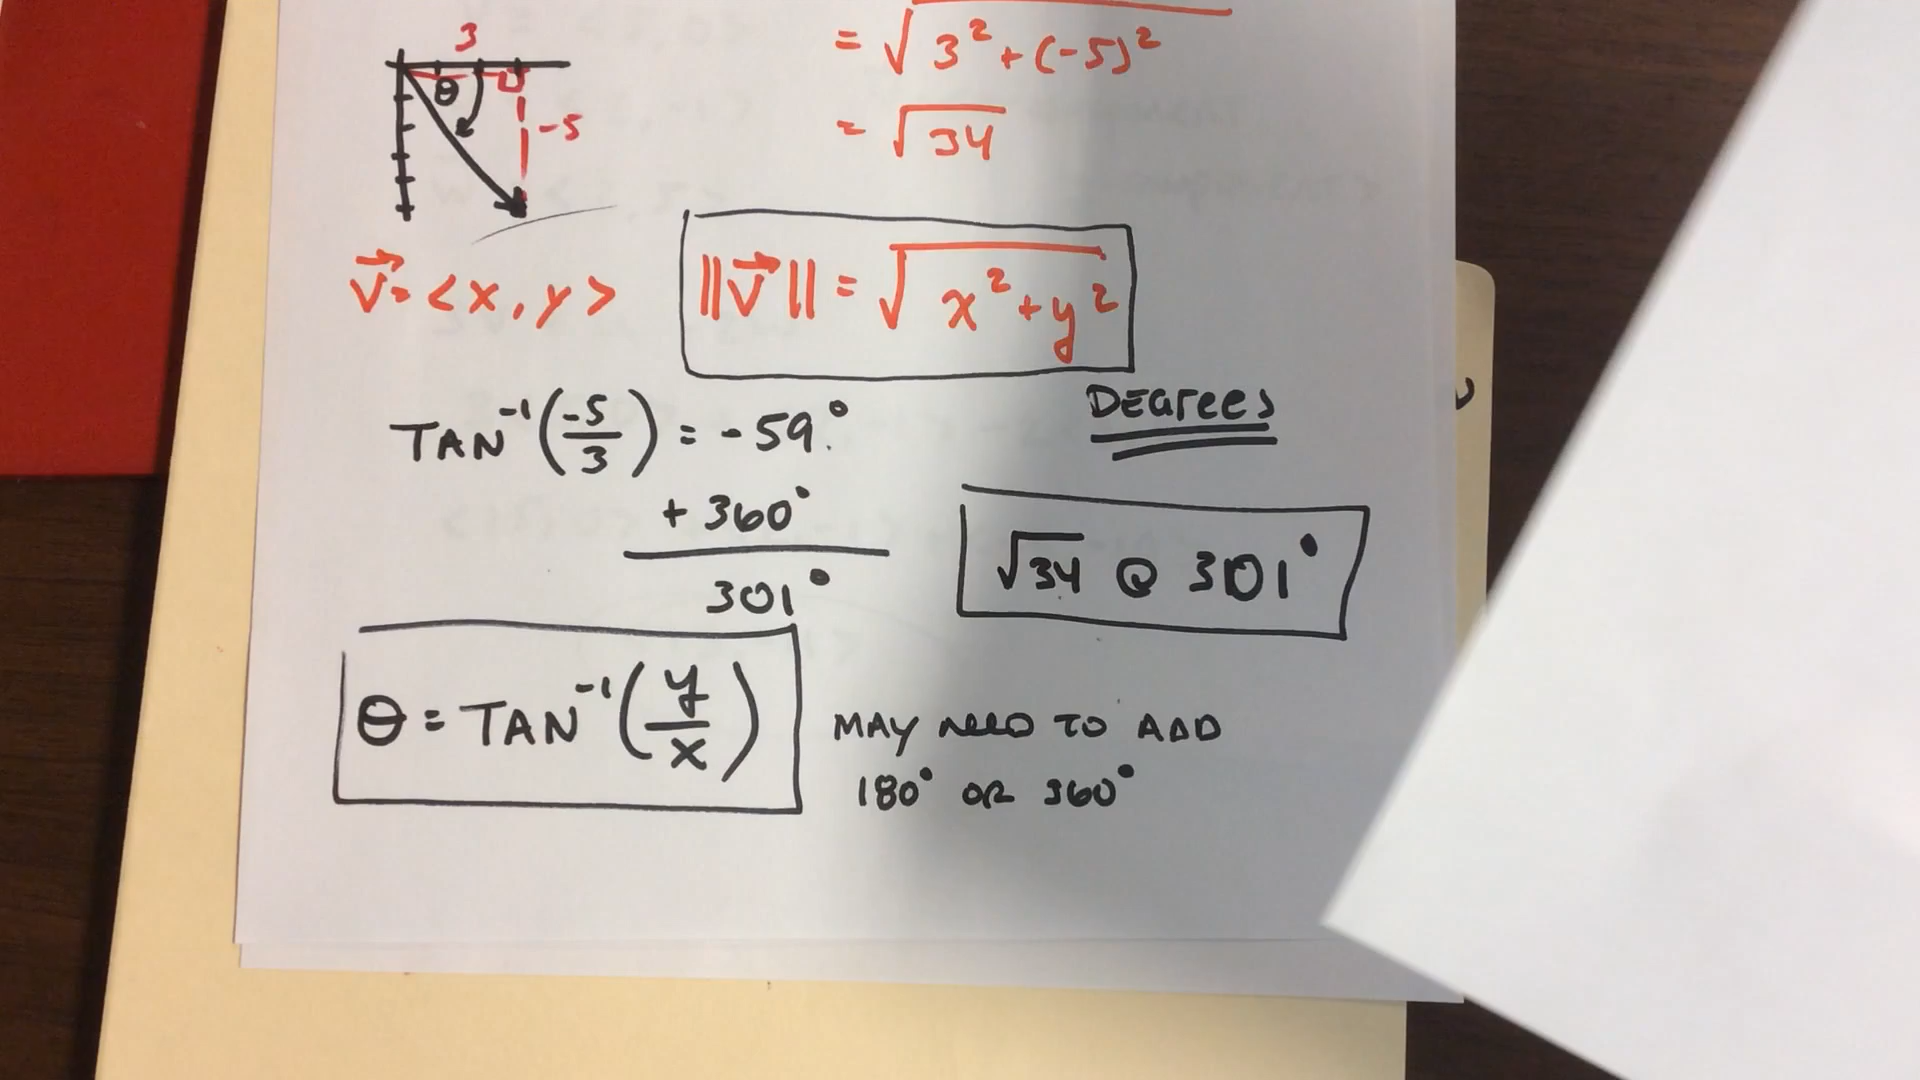 3
= √3² + (-5)²
θ
-5
= √34
v⃗ = <x, y>
||v⃗|| = √x² + y²
TAN⁻¹(-5/3) = -59.°
DEGrEES
+ 360°
301°
√34 @ 301°
θ = TAN⁻¹(y/x)
MAY NEED TO ADD
180° OR 360°